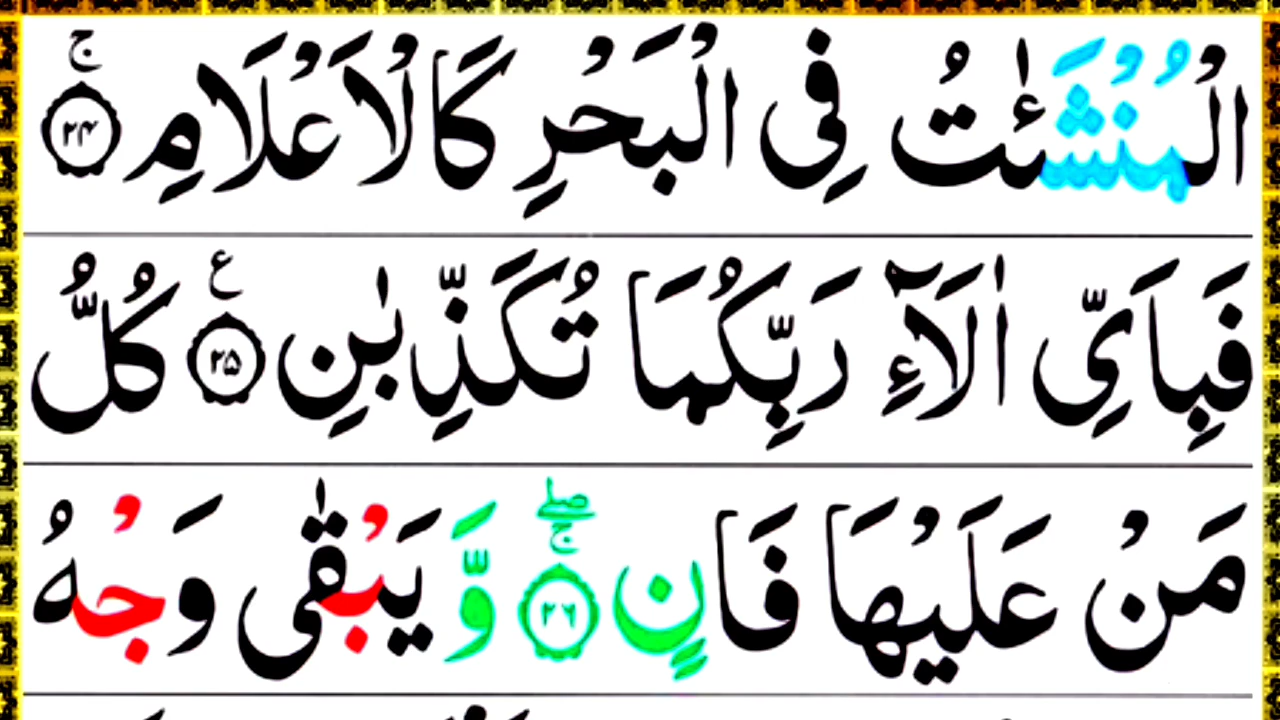 الْمُنْشَـٰٔتُ فِى الْبَحْرِ كَالْاَعْلَامِ ۚ ﴿۲۴﴾
فَبِاَىِّ اٰلَآءِ رَبِّكُمَا تُكَذِّبٰنِ ﴿۲۵﴾ ع كُلُّ
مَنْ عَلَيْهَا فَانٍ ۖ ۚ ﴿۲۶﴾ وَّ يَبْقٰى وَجْهُ